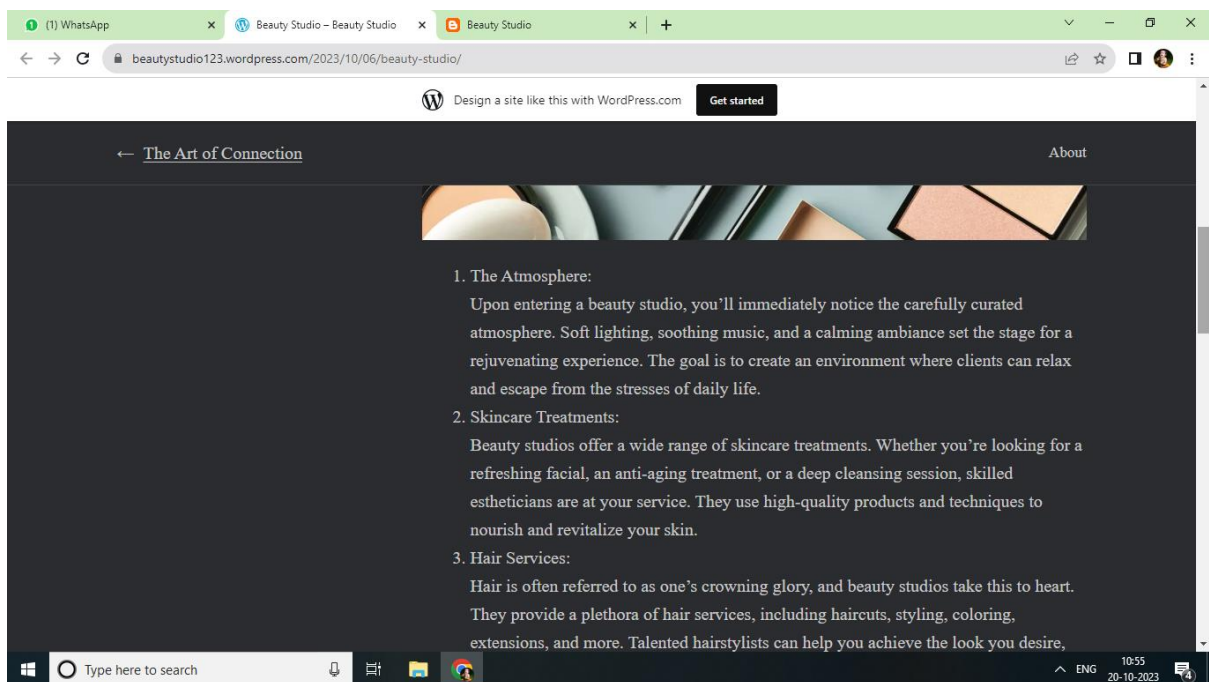 (1) WhatsApp
Beauty Studio – Beauty Studio
Beauty Studio
beautystudio123.wordpress.com/2023/10/06/beauty-studio/
Design a site like this with WordPress.com
Get started
← The Art of Connection
About
1. The Atmosphere:
Upon entering a beauty studio, you’ll immediately notice the carefully curated
atmosphere. Soft lighting, soothing music, and a calming ambiance set the stage for a
rejuvenating experience. The goal is to create an environment where clients can relax
and escape from the stresses of daily life.
2. Skincare Treatments:
Beauty studios offer a wide range of skincare treatments. Whether you’re looking for a
refreshing facial, an anti-aging treatment, or a deep cleansing session, skilled
estheticians are at your service. They use high-quality products and techniques to
nourish and revitalize your skin.
3. Hair Services:
Hair is often referred to as one’s crowning glory, and beauty studios take this to heart.
They provide a plethora of hair services, including haircuts, styling, coloring,
extensions, and more. Talented hairstylists can help you achieve the look you desire,
Type here to search
ENG
10:55
20-10-2023
4